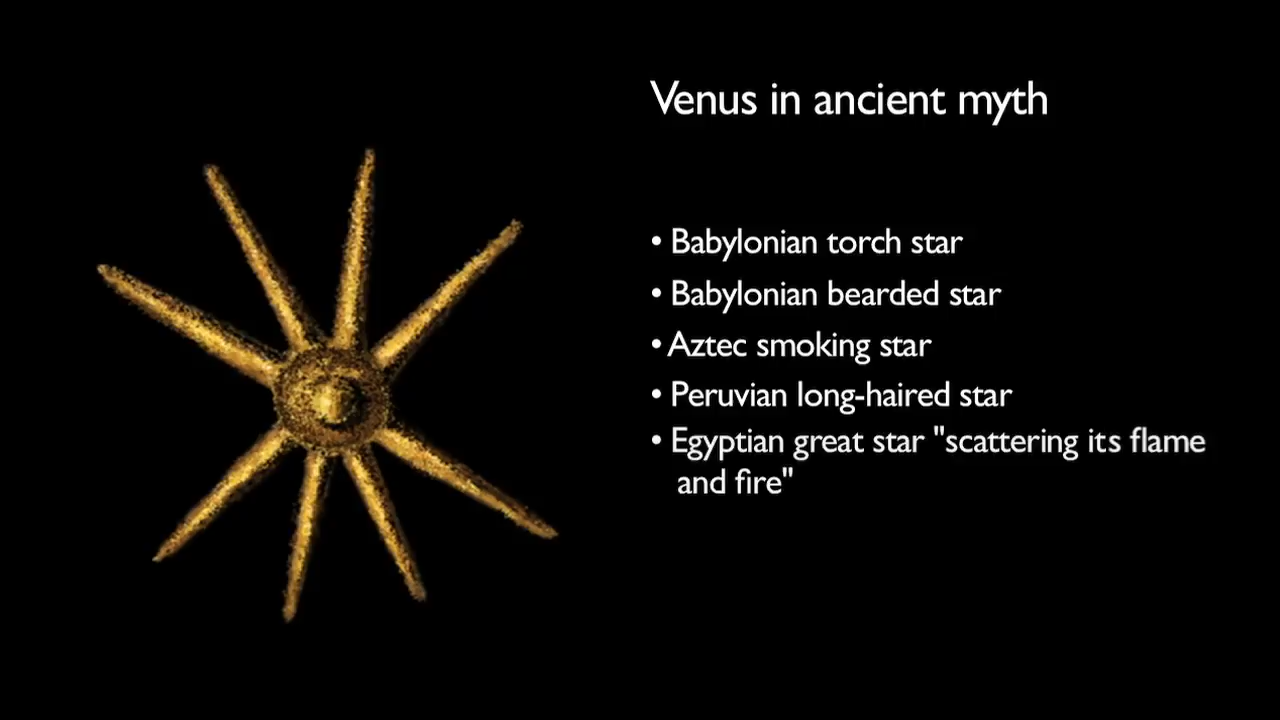 Venus in ancient myth
• Babylonian torch star
• Babylonian bearded star
• Aztec smoking star
• Peruvian long-haired star
• Egyptian great star "scattering its flame
and fire"